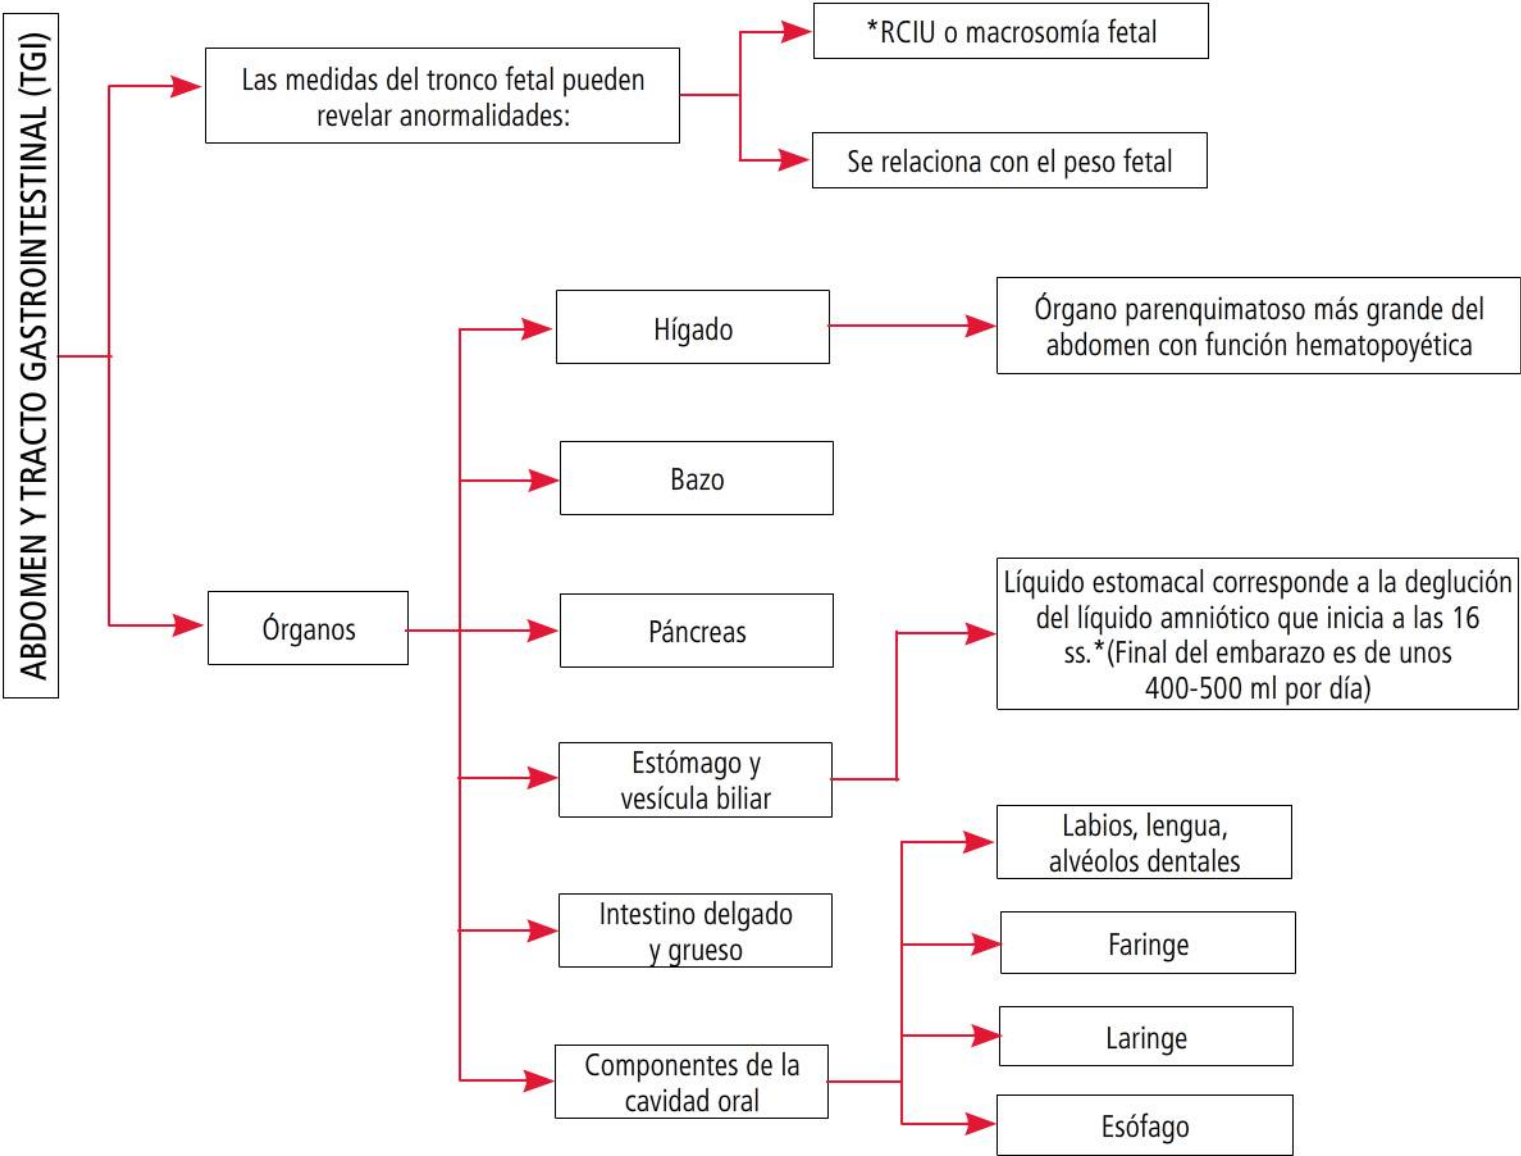 ABDOMEN Y TRACTO GASTROINTESTINAL (TGI)
Las medidas del tronco fetal pueden
revelar anormalidades:
*RCIU o macrosomía fetal
Se relaciona con el peso fetal
Órganos
Hígado
Órgano parenquimatoso más grande del
abdomen con función hematopoyética
Bazo
Páncreas
Estómago y
vesícula biliar
Líquido estomacal corresponde a la deglución
del líquido amniótico que inicia a las 16
ss.*(Final del embarazo es de unos
400-500 ml por día)
Intestino delgado
y grueso
Componentes de la
cavidad oral
Labios, lengua,
alvéolos dentales
Faringe
Laringe
Esófago